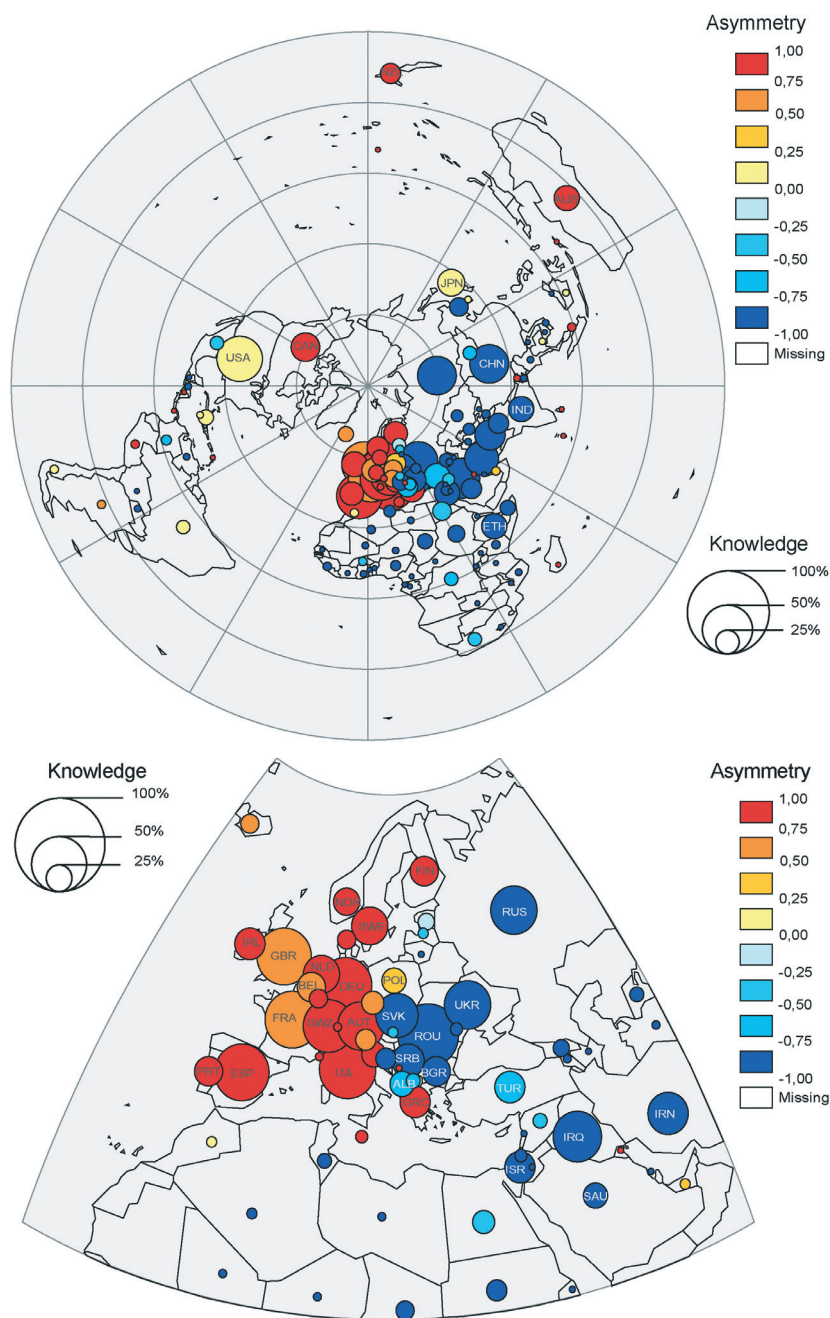 Asymmetry
1,00
0,75
0,50
0,25
0,00
-0,25
-0,50
-0,75
-1,00
Missing
AUS
JPN
USA
CAN
CHN
IND
ETH
Knowledge
100%
50%
25%
Knowledge
100%
50%
25%
Asymmetry
1,00
0,75
0,50
0,25
0,00
-0,25
-0,50
-0,75
-1,00
Missing
FIN
NOR
RUS
SWE
IRL
GBR
NLD
DEU
BEL
POL
UKR
FRA
SWZ
AUT
SVK
ROU
PRT
ESP
ITA
SRB
BGR
ALB
TUR
GRC
IRN
IRQ
ISR
SAU